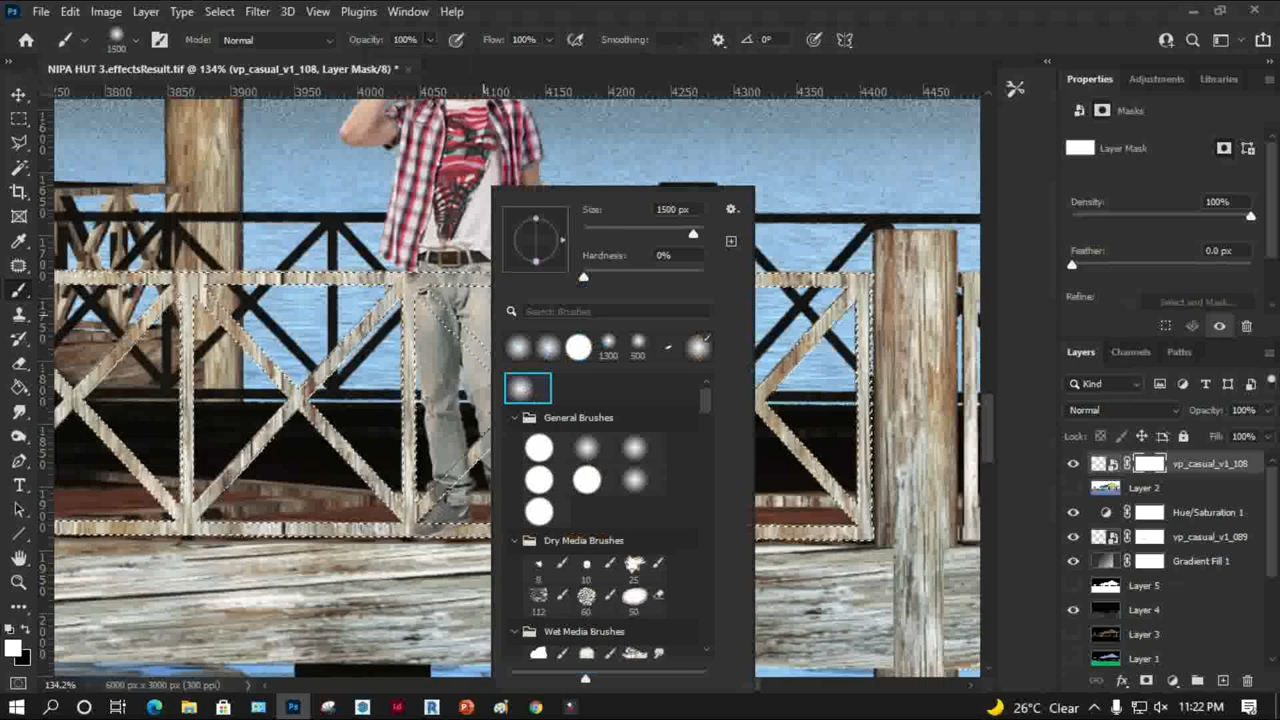 Ps File Edit Image Layer Type Select Filter 3D View Plugins Window Help
1500 Mode: Normal Opacity: 100% Flow: 100% Smoothing: 0°
NIPA HUT 3.effectsResult.tif @ 134% (vp_casual_v1_108, Layer Mask/8) *
50 3800 3850 3900 3950 4000 4050 4100 4200 4250 4300 4350 4400 4450
Properties Adjustments Libraries
Masks
Layer Mask
Density: 100%
Feather: 0.0 px
Refine: Select and Mask...
Size: 1500 px
Hardness: 0%
Search Brushes
1300 500
General Brushes
Dry Media Brushes
8 10 25
112 60 50
Wet Media Brushes
Layers Channels Paths
Kind
Normal Opacity: 100%
Lock: Fill: 100%
vp_casual_v1_108
Layer 2
Hue/Saturation 1
vp_casual_v1_089
Gradient Fill 1
Layer 5
Layer 4
Layer 3
Layer 1
134.2% 6000 px x 3000 px (300 ppi)
26°C Clear 11:22 PM